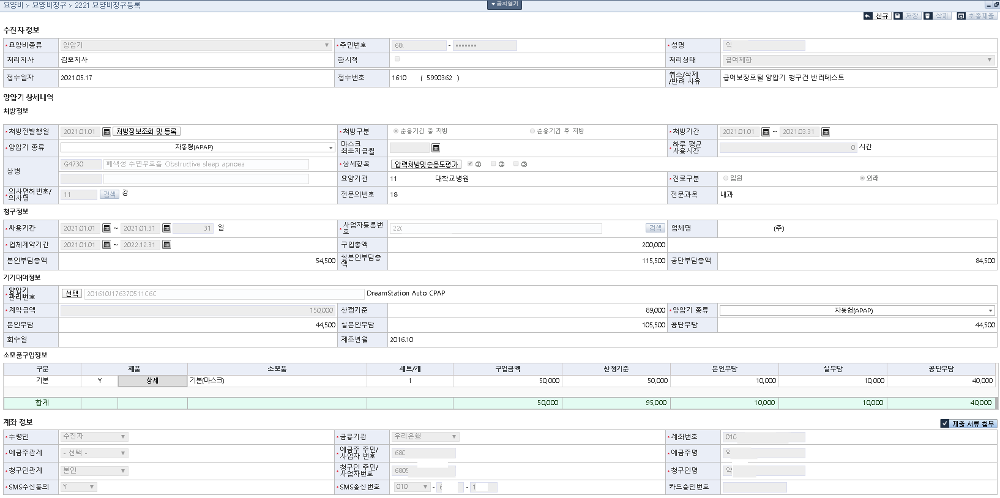 요양비 > 요양비청구 > 2221 요양비청구등록
▼공지열기
신규 저장 삭제 최종제출
수진자 정보
*요양비종류 양압기 *주민번호 68 - ••••••• *성명
처리지사 김포지사 한시적 처리상태 급여제한
접수일자 2021.05.17 접수번호 1610 ( 5990362 ) 취소/삭제/반려 사유 급여보장포털 양압기 청구건 반려테스트
양압기 상세내역
처방정보
*처방전발행일 2021.01.01 처방정보조회 및 등록 *처방구분 순응기간 중 처방 순응기간 후 처방 *처방기간 2021.01.01 ~ 2021.03.31
*양압기 종류 자동형(APAP) 마스크 최초지급월 *하루 평균 사용시간 0 시간
상병 G4730 폐색성 수면무호흡 Obstructive sleep apnoea *상세항목 압력처방및순응도평가 ① ② ③
요양기관 11 대학교병원 *진료구분 입원 외래
*의사면허번호/의사명 11 검색 강 전문의번호 18 전문과목 내과
청구정보
*사용기간 2021.01.01 ~ 2021.01.31 31 일 *사업자등록번호 220 검색 업체명 (주)
*업체계약기간 2021.01.01 ~ 2022.12.31 구입총액 200,000
본인부담총액 54,500 실본인부담총액 115,500 공단부담총액 84,500
기기대여정보
*양압기 관리번호 선택 201610J176370511C6C DreamStation Auto CPAP
*계약금액 150,000 산정기준 89,000 *양압기 종류 자동형(APAP)
본인부담 44,500 실본인부담 105,500 공단부담 44,500
회수일 제조년월 2016.10
소모품구입정보
구분 제품 소모품 세트/개 구입금액 산정기준 본인부담 실부담 공단부담
기본 Y 상세 기본(마스크) 1 50,000 50,000 10,000 10,000 40,000
합계 50,000 95,000 10,000 10,000 40,000
계좌 정보
제출 서류 첨부
*수령인 수진자 *금융기관 우리은행 *계좌번호 010
*예금주관계 - 선택 - *예금주 주민/사업자 번호 680 *예금주명
*청구인관계 본인 *청구인 주민/사업자번호 6805 *청구인명
*SMS수신동의 Y *SMS송신번호 010 - 6 - 1 카드승인번호